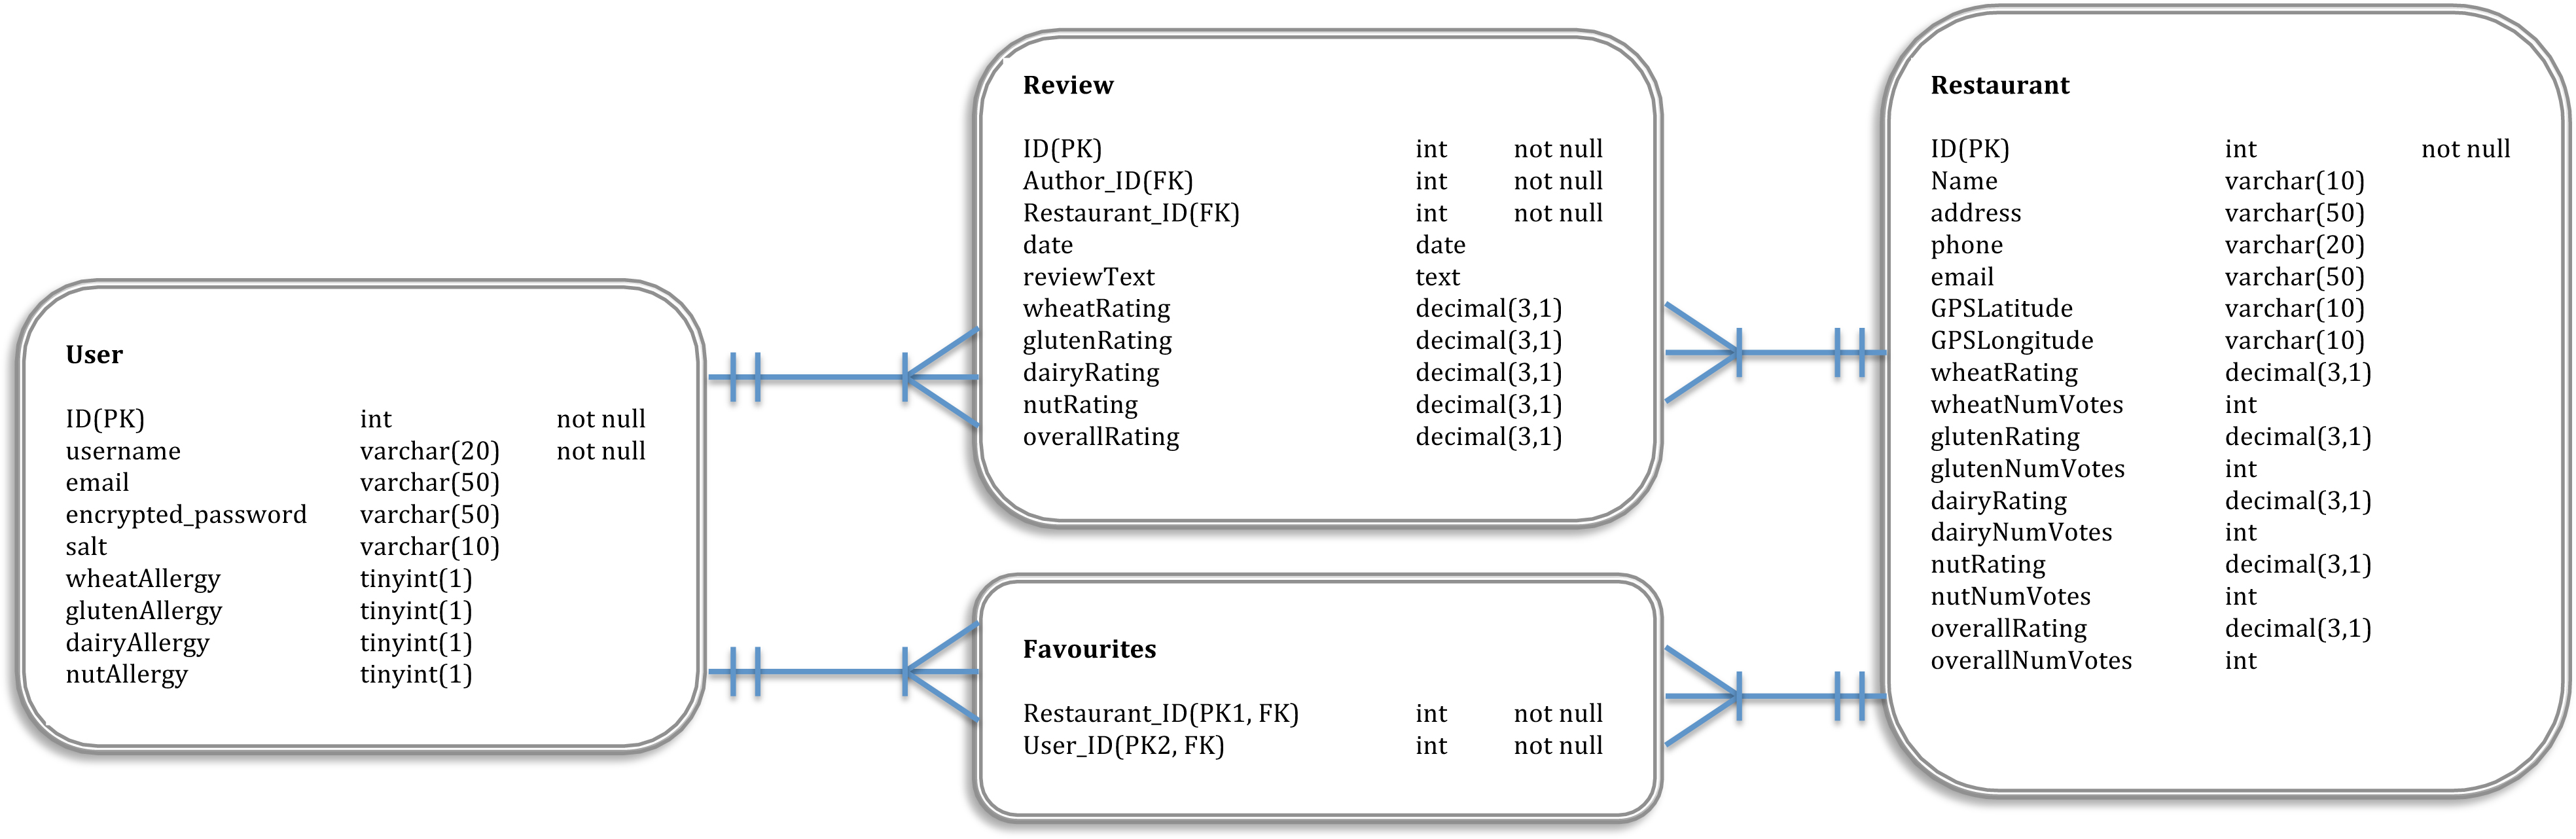 User
ID(PK) int not null
username varchar(20) not null
email varchar(50)
encrypted_password varchar(50)
salt varchar(10)
wheatAllergy tinyint(1)
glutenAllergy tinyint(1)
dairyAllergy tinyint(1)
nutAllergy tinyint(1)
Review
ID(PK) int not null
Author_ID(FK) int not null
Restaurant_ID(FK) int not null
date date
reviewText text
wheatRating decimal(3,1)
glutenRating decimal(3,1)
dairyRating decimal(3,1)
nutRating decimal(3,1)
overallRating decimal(3,1)
Favourites
Restaurant_ID(PK1, FK) int not null
User_ID(PK2, FK) int not null
Restaurant
ID(PK) int not null
Name varchar(10)
address varchar(50)
phone varchar(20)
email varchar(50)
GPSLatitude varchar(10)
GPSLongitude varchar(10)
wheatRating decimal(3,1)
wheatNumVotes int
glutenRating decimal(3,1)
glutenNumVotes int
dairyRating decimal(3,1)
dairyNumVotes int
nutRating decimal(3,1)
nutNumVotes int
overallRating decimal(3,1)
overallNumVotes int